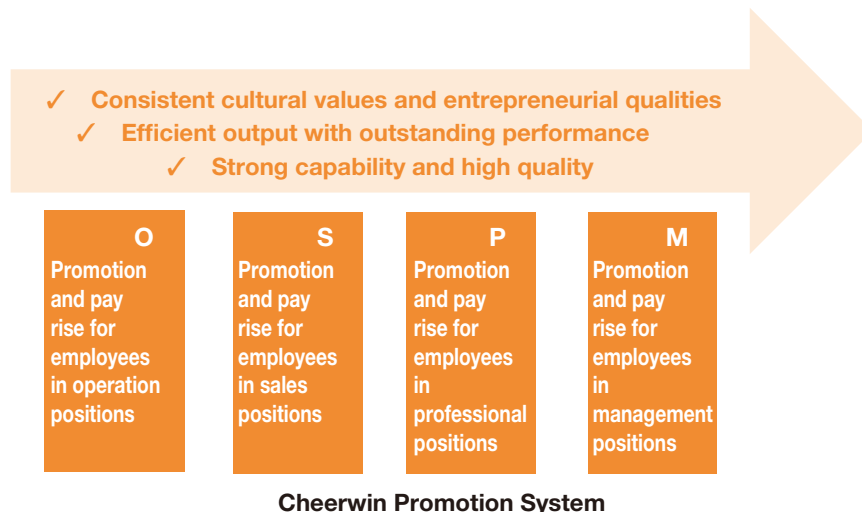 ✓ Consistent cultural values and entrepreneurial qualities
✓ Efficient output with outstanding performance
✓ Strong capability and high quality
O
Promotion
and pay
rise for
employees
in operation
positions
S
Promotion
and pay
rise for
employees
in sales
positions
P
Promotion
and pay
rise for
employees
in
professional
positions
M
Promotion
and pay
rise for
employees
in
management
positions
Cheerwin Promotion System